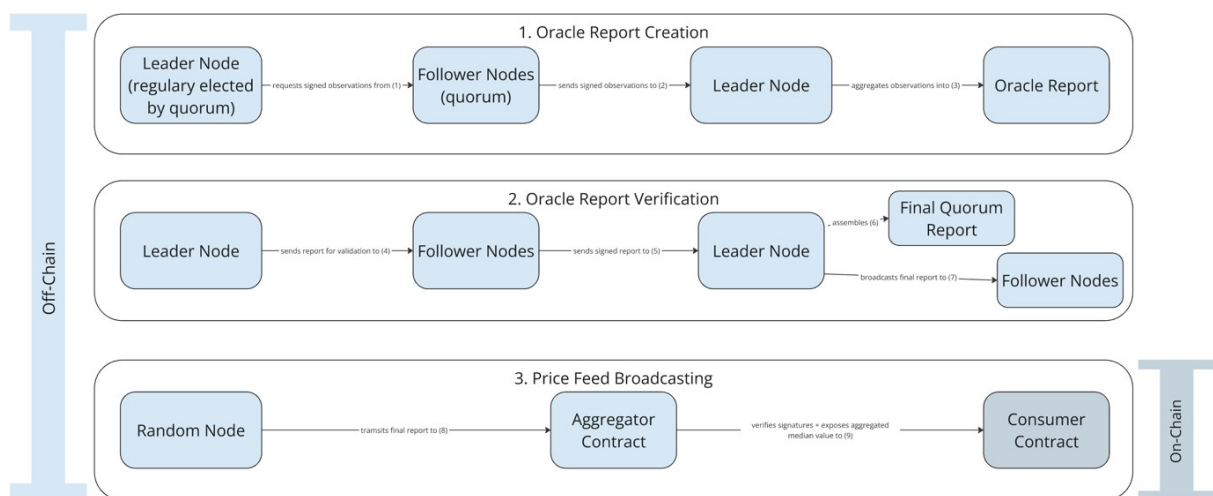 Off-Chain
1. Oracle Report Creation
Leader Node
(regulary elected
by quorum)
requests signed observations from (1)
Follower Nodes
(quorum)
sends signed observations to (2)
Leader Node
aggregates observations into (3)
Oracle Report
2. Oracle Report Verification
Leader Node
sends report for validation to (4)
Follower Nodes
sends signed report to (5)
Leader Node
assembles (6)
Final Quorum
Report
broadcasts final report to (7)
Follower Nodes
3. Price Feed Broadcasting
Random Node
transits final report to (8)
Aggregator
Contract
verifies signatures + exposes aggregated
median value to (9)
Consumer
Contract
On-Chain